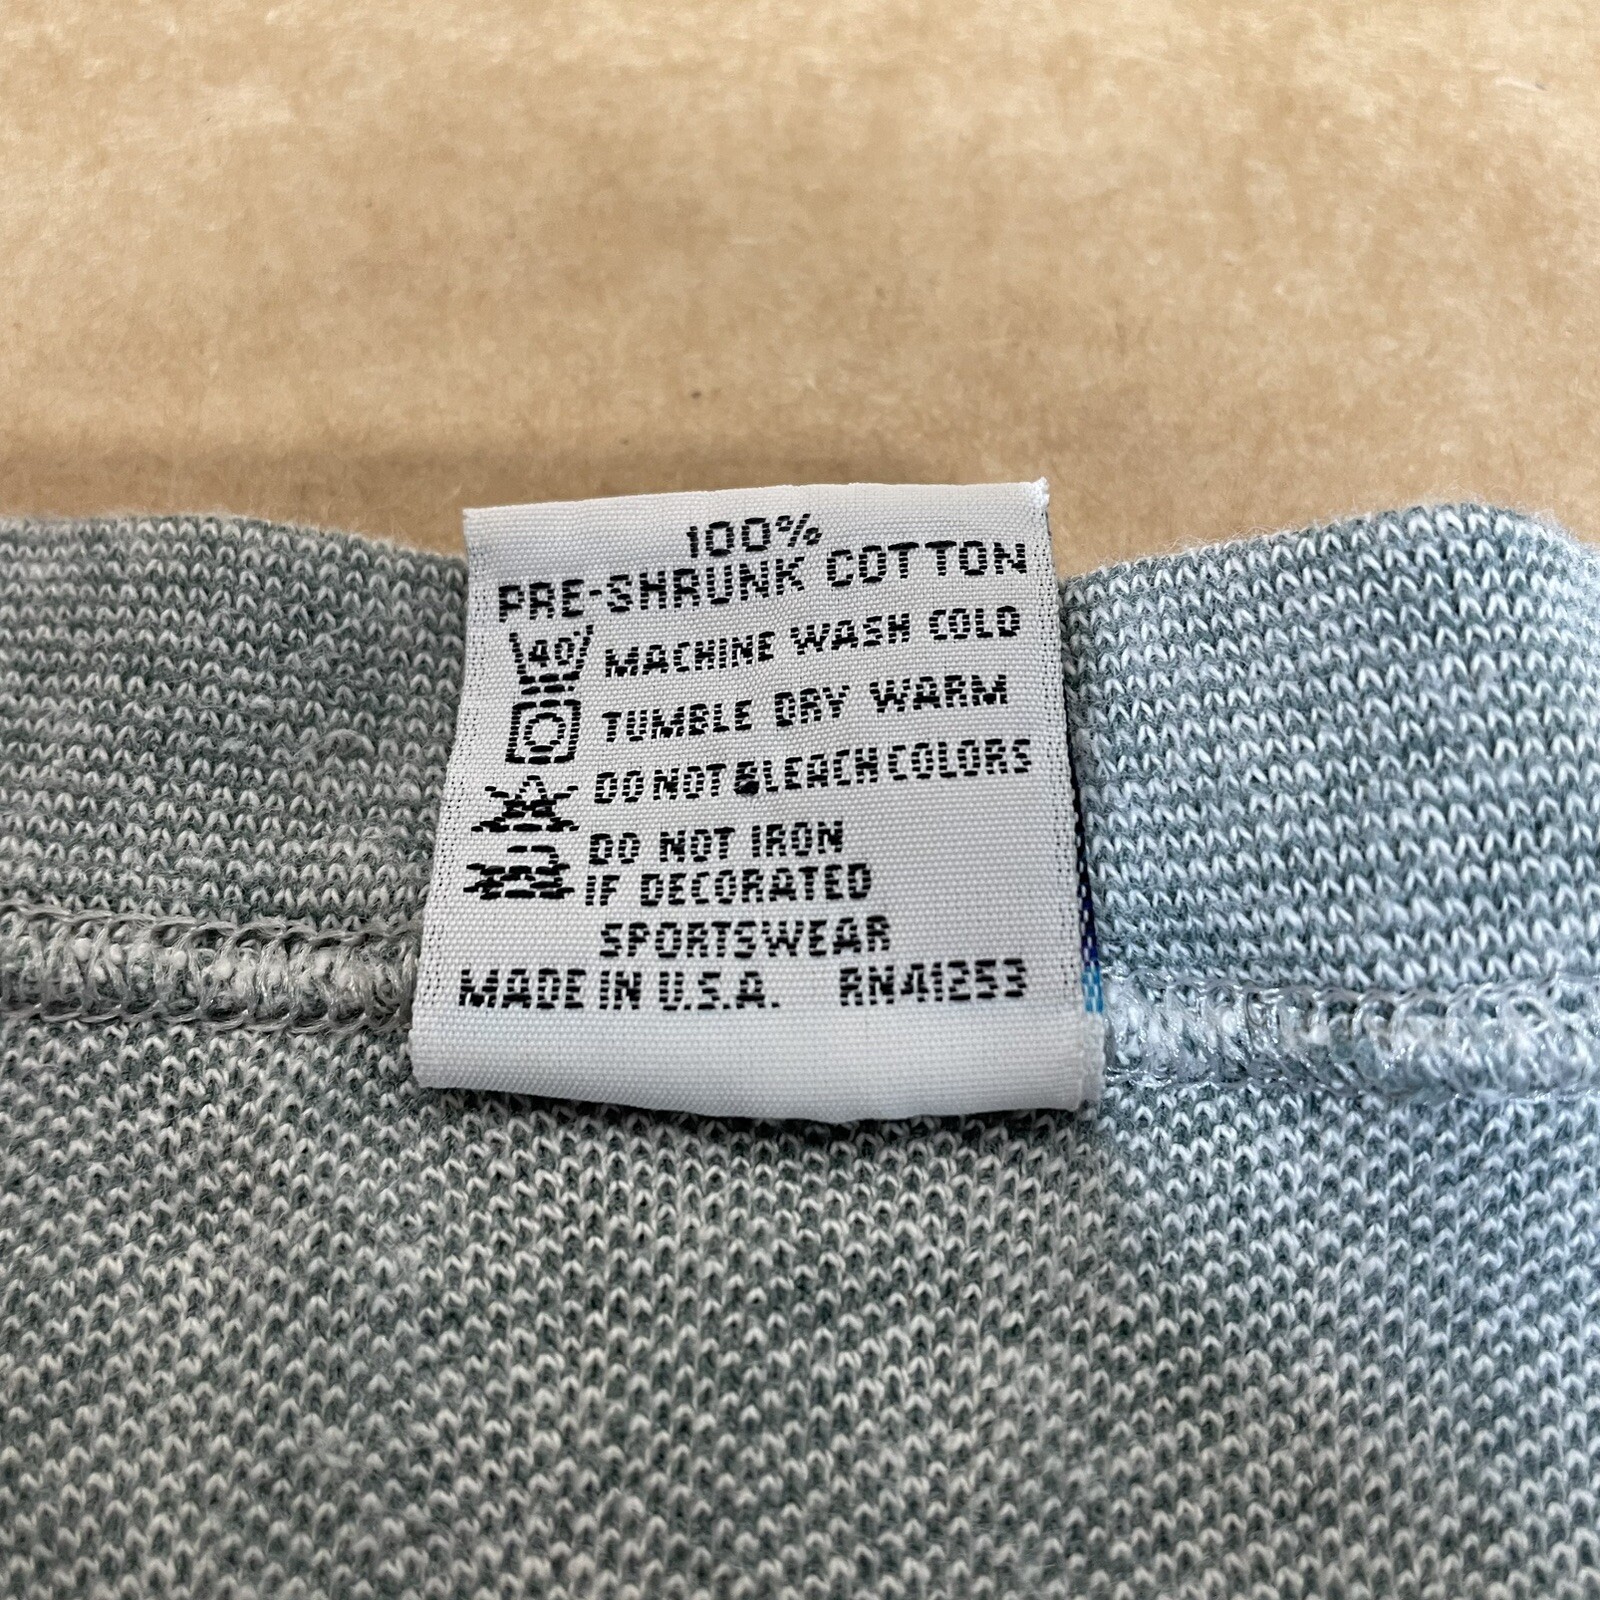 100%
PRE-SHRUNK COTTON
40
MACHINE WASH COLD
TUMBLE DRY WARM
DO NOT BLEACH COLORS
DO NOT IRON
IF DECORATED
SPORTSWEAR
MADE IN U.S.A. RN41253